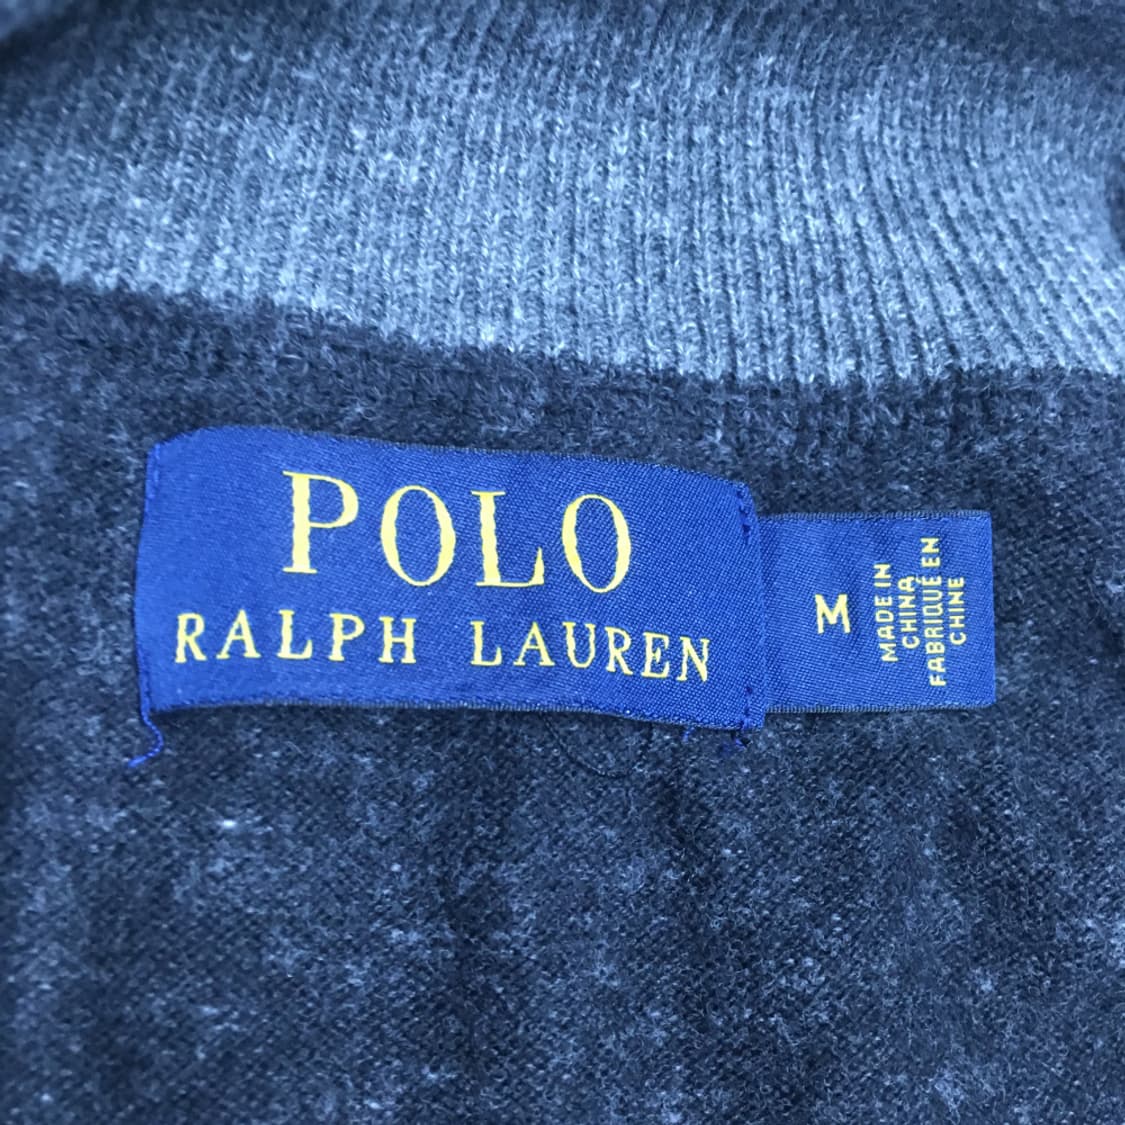 POLO
RALPH LAUREN
M
MADE IN
CHINA
FABRIQUÉ EN
CHINE